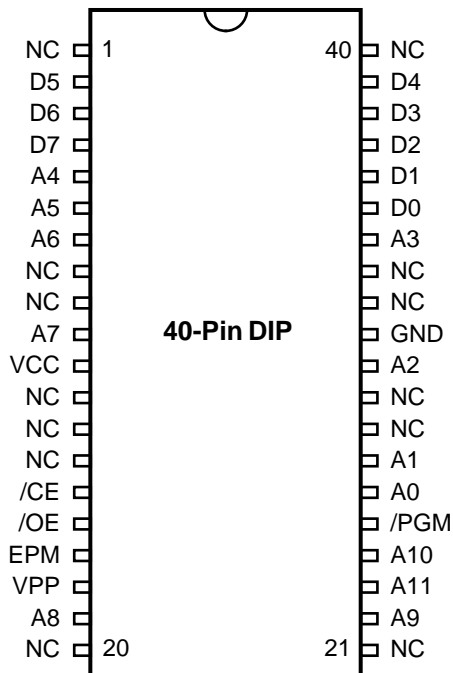 NC 1 40 NC
D5 D4
D6 D3
D7 D2
A4 D1
A5 D0
A6 A3
NC NC
NC NC
A7 40-Pin DIP GND
VCC A2
NC NC
NC NC
NC A1
/CE A0
/OE /PGM
EPM A10
VPP A11
A8 A9
NC 20 21 NC